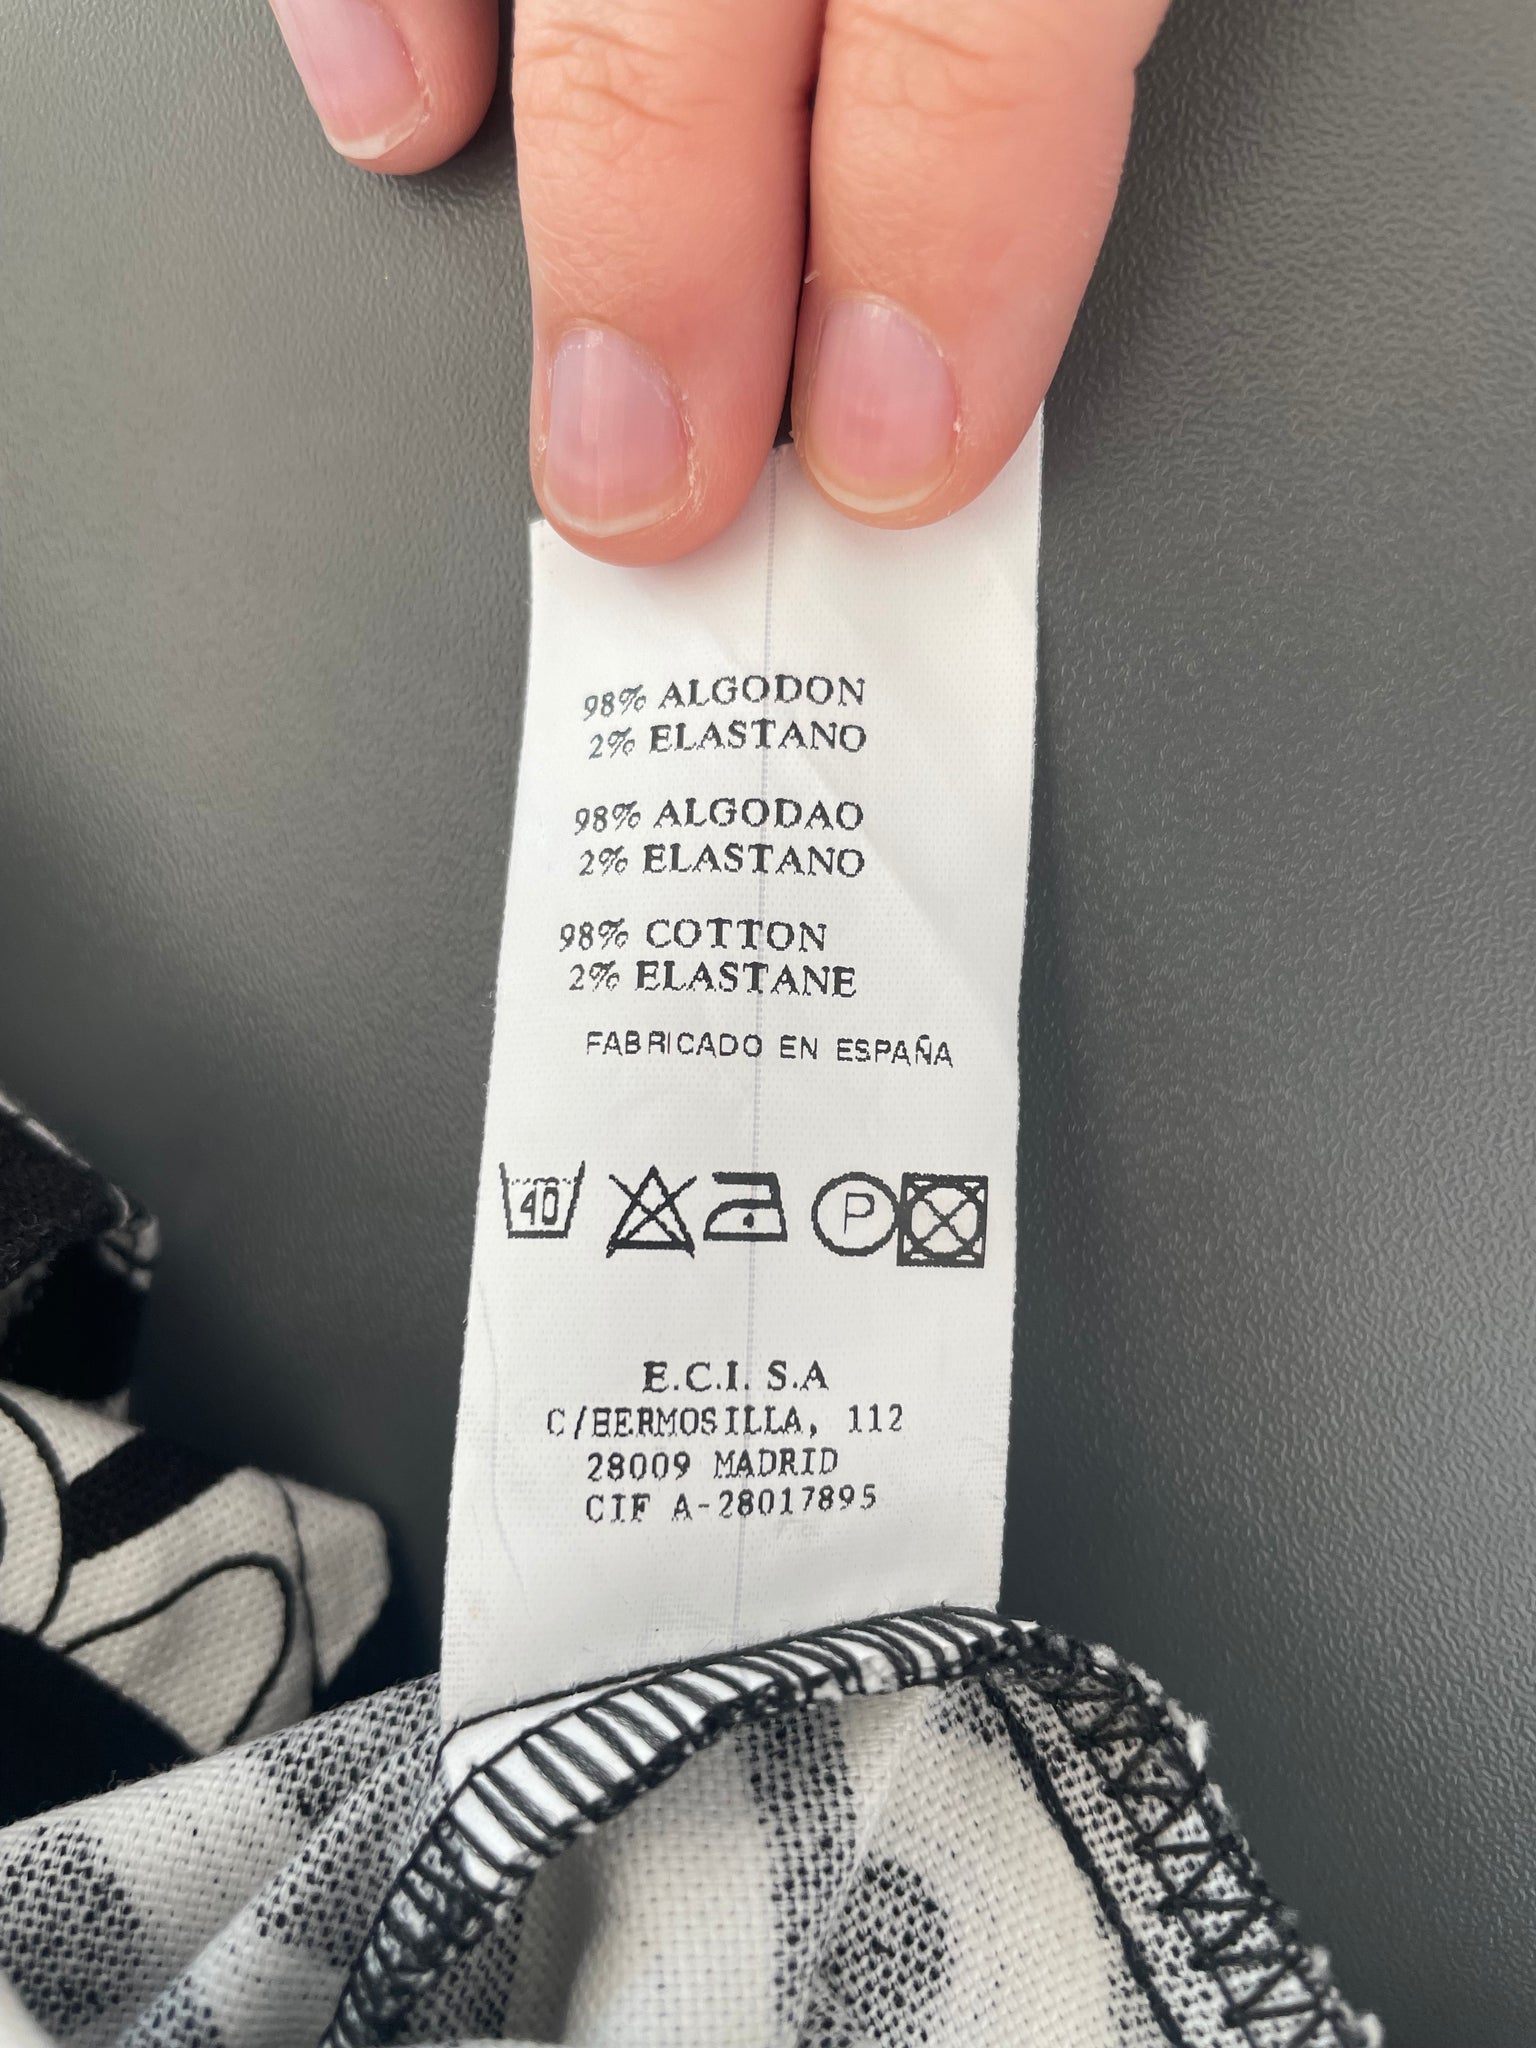 98% ALGODON
2% ELASTANO
98% ALGODAO
2% ELASTANO
98% COTTON
2% ELASTANE
FABRICADO EN ESPAÑA
40 P
E.C.I. S.A
C/HERMOSILLA, 112
28009 MADRID
CIF A-28017895